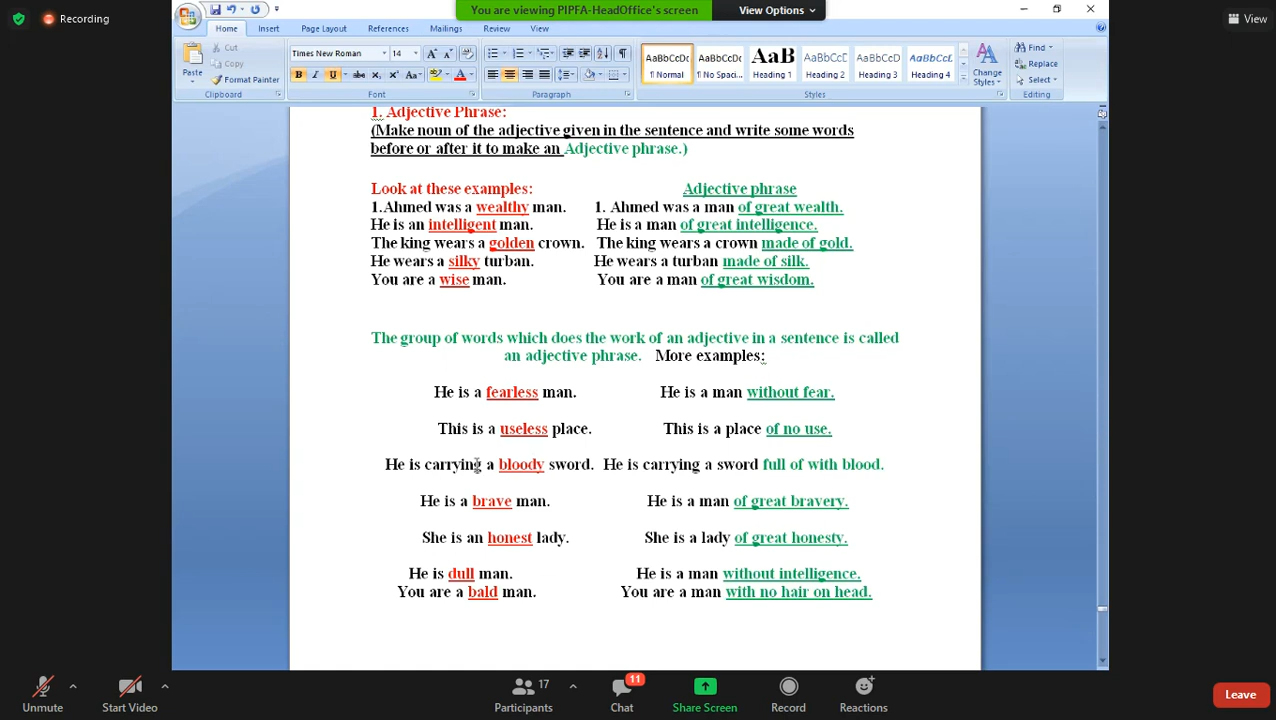 You are viewing PIPFA-HeadOffice's screen View Options
Recording
View
Home Insert Page Layout References Mailings Review View
Paste
Cut
Copy
Format Painter
Clipboard
Times New Roman 14
Font
Paragraph
AaBbCcDc AaBbCcDc AaB AaBbCcI AaBbCcDd AaBbCcI
¶ Normal ¶ No Spaci... Heading 1 Heading 2 Heading 3 Heading 4
Change
Styles
Styles
Find
Replace
Select
Editing
1. Adjective Phrase:
(Make noun of the adjective given in the sentence and write some words
before or after it to make an Adjective phrase.)
Look at these examples: Adjective phrase
1.Ahmed was a wealthy man. 1. Ahmed was a man of great wealth.
He is an intelligent man. He is a man of great intelligence.
The king wears a golden crown. The king wears a crown made of gold.
He wears a silky turban. He wears a turban made of silk.
You are a wise man. You are a man of great wisdom.
The group of words which does the work of an adjective in a sentence is called
an adjective phrase. More examples:
He is a fearless man. He is a man without fear.
This is a useless place. This is a place of no use.
He is carrying a bloody sword. He is carrying a sword full of with blood.
He is a brave man. He is a man of great bravery.
She is an honest lady. She is a lady of great honesty.
He is dull man. He is a man without intelligence.
You are a bald man. You are a man with no hair on head.
Unmute
Start Video
17
Participants
11
Chat
Share Screen
Record
Reactions
Leave